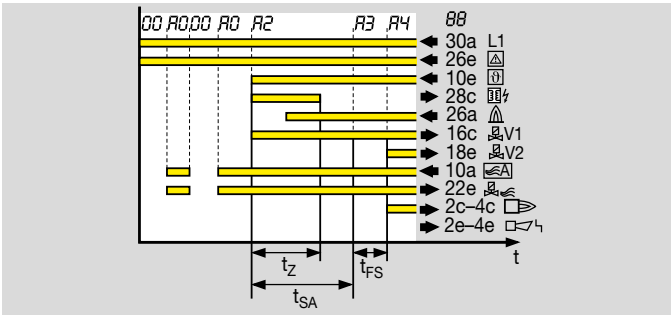 00 A0 00 A0 A2 A3 A4 88
30a L1
26e
10e ϑ
28c
26a
16c V1
18e V2
10a A
22e
2c–4c
2e–4e
t
tZ tFS
tSA